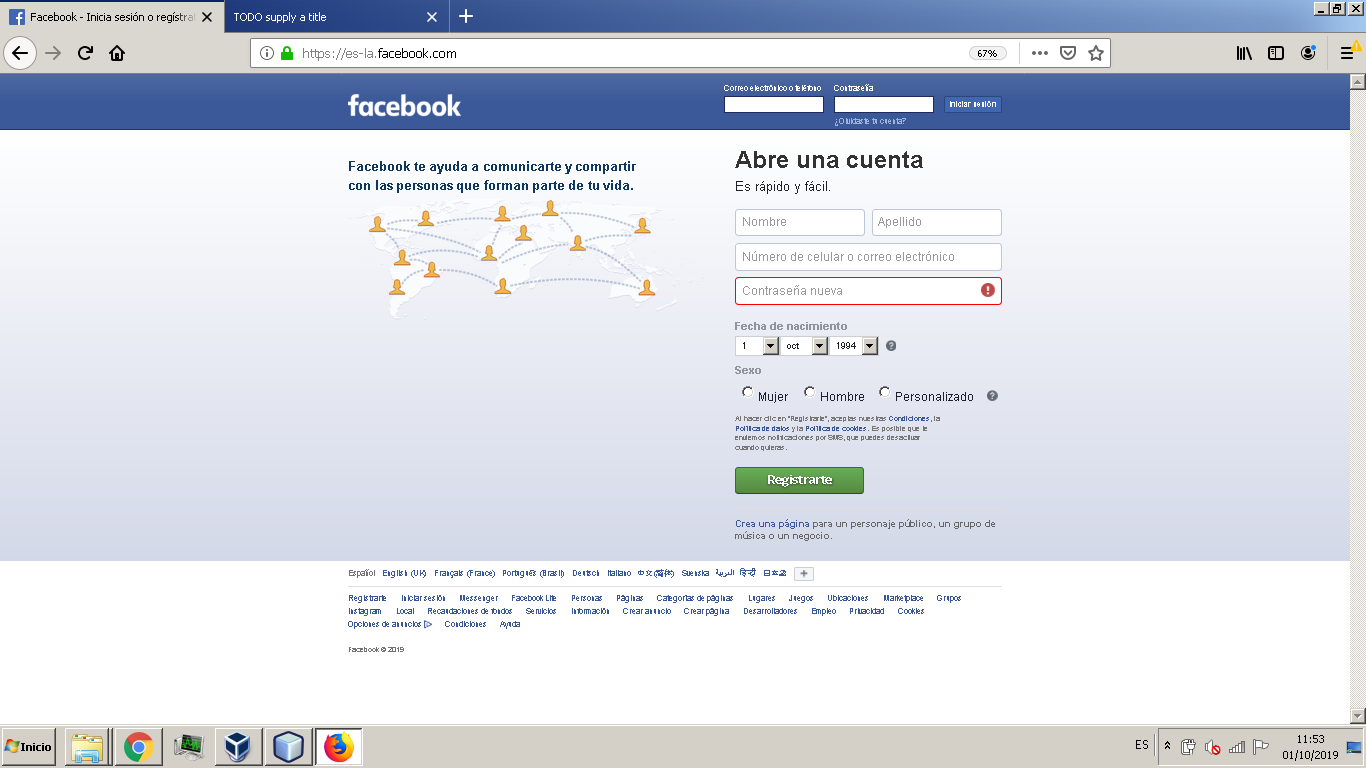 Facebook - Inicia sesión o registrat
TODO supply a title
https://es-la.facebook.com
67%
facebook
Correo electrónico o teléfono
Contraseña
Iniciar sesión
¿Olvidaste tu cuenta?
Facebook te ayuda a comunicarte y compartir
con las personas que forman parte de tu vida.
Abre una cuenta
Es rápido y fácil.
Nombre
Apellido
Número de celular o correo electrónico
Contraseña nueva
Fecha de nacimiento
1 oct 1994
Sexo
Mujer Hombre Personalizado
Al hacer clic en "Registrarte", aceptas nuestras Condiciones, la
Política de datos y la Política de cookies. Es posible que te
enviemos notificaciones por SMS, que puedes desactivar
cuando quieras.
Registrarte
Crea una página para un personaje público, un grupo de
música o un negocio.
Español English (UK) Français (France) Português (Brasil) Deutsch Italiano 中文(简体) Svenska العربية हिन्दी 日本語
Registrarte Iniciar sesión Messenger Facebook Lite Personas Páginas Categorías de páginas Lugares Juegos Ubicaciones Marketplace Grupos
Instagram Local Recaudaciones de fondos Servicios Información Crear anuncio Crear página Desarrolladores Empleo Privacidad Cookies
Opciones de anuncios Condiciones Ayuda
Facebook © 2019
Inicio
ES
11:53
01/10/2019